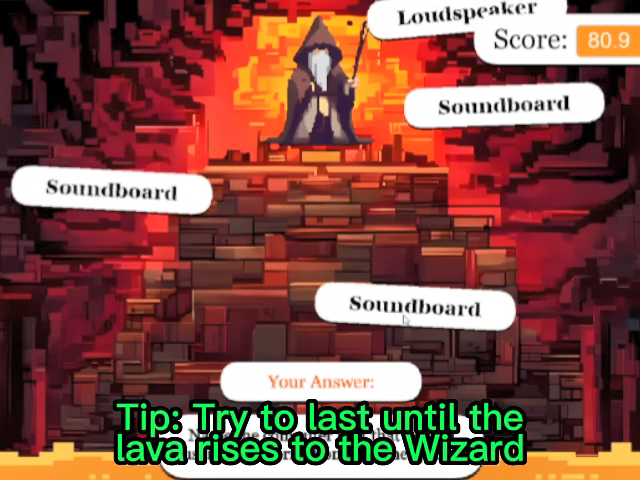 Loudspeaker
Score: 80.9
Soundboard
Soundboard
Soundboard
Your Answer:
Tip: Try to last until the
lava rises to the Wizard